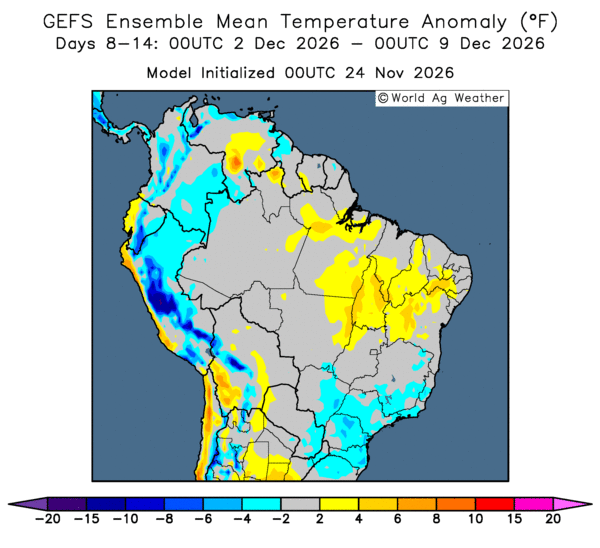 GEFS Ensemble Mean Temperature Anomaly (°F)
Days 8−14: 00UTC 2 Dec 2026 − 00UTC 9 Dec 2026
Model Initialized 00UTC 24 Nov 2026
©World Ag Weather
−20 −15 −10 −8 −6 −4 −2 2 4 6 8 10 15 20